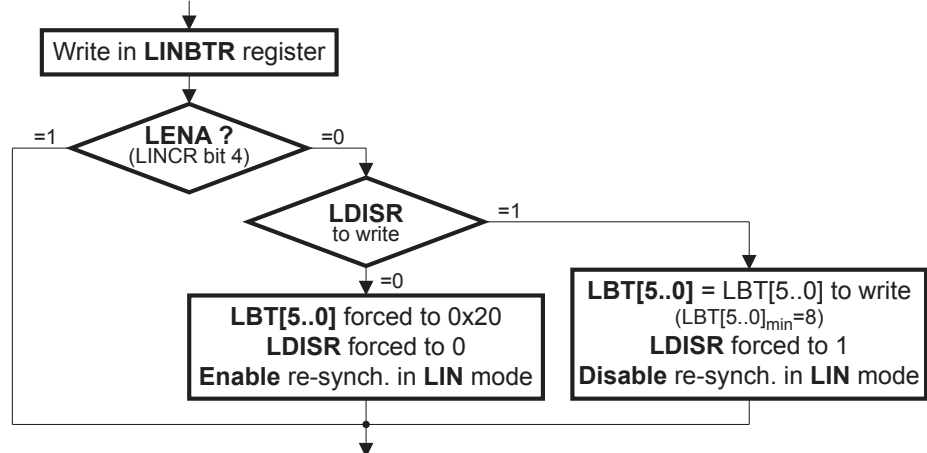 Write in LINBTR register
=1
LENA ?
=0
(LINCR bit 4)
LDISR
=1
to write
=0
LBT[5..0] forced to 0x20
LDISR forced to 0
Enable re-synch. in LIN mode
LBT[5..0] = LBT[5..0] to write
(LBT[5..0]min=8)
LDISR forced to 1
Disable re-synch. in LIN mode